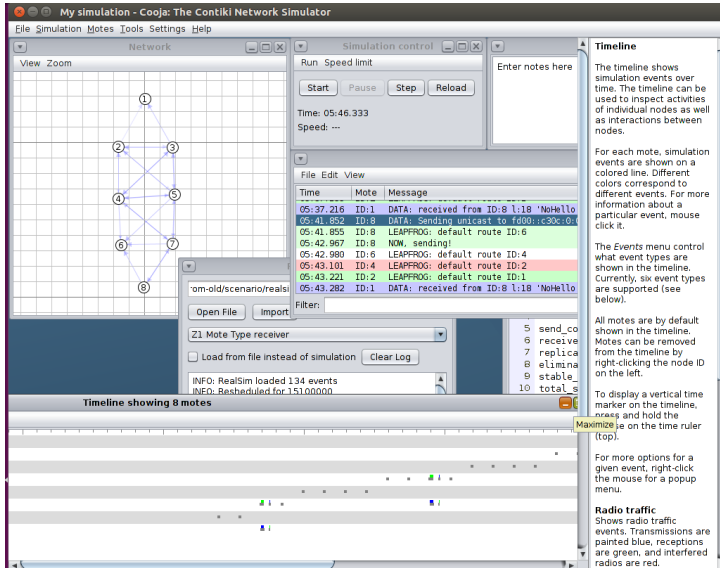 My simulation - Cooja: The Contiki Network Simulator
File Simulation Motes Tools Settings Help
Network
View Zoom
1
2
3
4
5
6
7
8
Simulation control
Run Speed limit
Start Pause Step Reload
Time: 05:46.333
Speed: ---
Enter notes here
File Edit View
Time Mote Message
05:37.216 ID:1 DATA: received from ID:8 l:18 'NoHello
05:41.852 ID:8 DATA: Sending unicast to fd00::c30c:0:0
05:41.855 ID:8 LEAPFROG: default route ID:6
05:42.967 ID:8 NOW, sending!
05:42.980 ID:6 LEAPFROG: default route ID:4
05:43.101 ID:4 LEAPFROG: default route ID:2
05:43.221 ID:2 LEAPFROG: default route ID:1
05:43.282 ID:1 DATA: received from ID:8 l:18 'NoHello
Filter:
om-old/scenario/realsi
Open File Import
Z1 Mote Type receiver
Load from file instead of simulation Clear Log
INFO: RealSim loaded 134 events
INFO: Resheduled for 15100000
5 send_co
6 receive
7 replica
8 elimina
9 stable_
10 total_s
Timeline showing 8 motes
Maximize
Timeline
The timeline shows
simulation events over
time. The timeline can be
used to inspect activities
of individual nodes as well
as interactions between
nodes.
For each mote, simulation
events are shown on a
colored line. Different
colors correspond to
different events. For more
information about a
particular event, mouse
click it.
The Events menu control
what event types are
shown in the timeline.
Currently, six event types
are supported (see
below).
All motes are by default
shown in the timeline.
Motes can be removed
from the timeline by
right-clicking the node ID
on the left.
To display a vertical time
marker on the timeline,
press and hold the
se on the time ruler
(top).
For more options for a
given event, right-click
the mouse for a popup
menu.
Radio traffic
Shows radio traffic
events. Transmissions are
painted blue, receptions
are green, and interfered
radios are red.